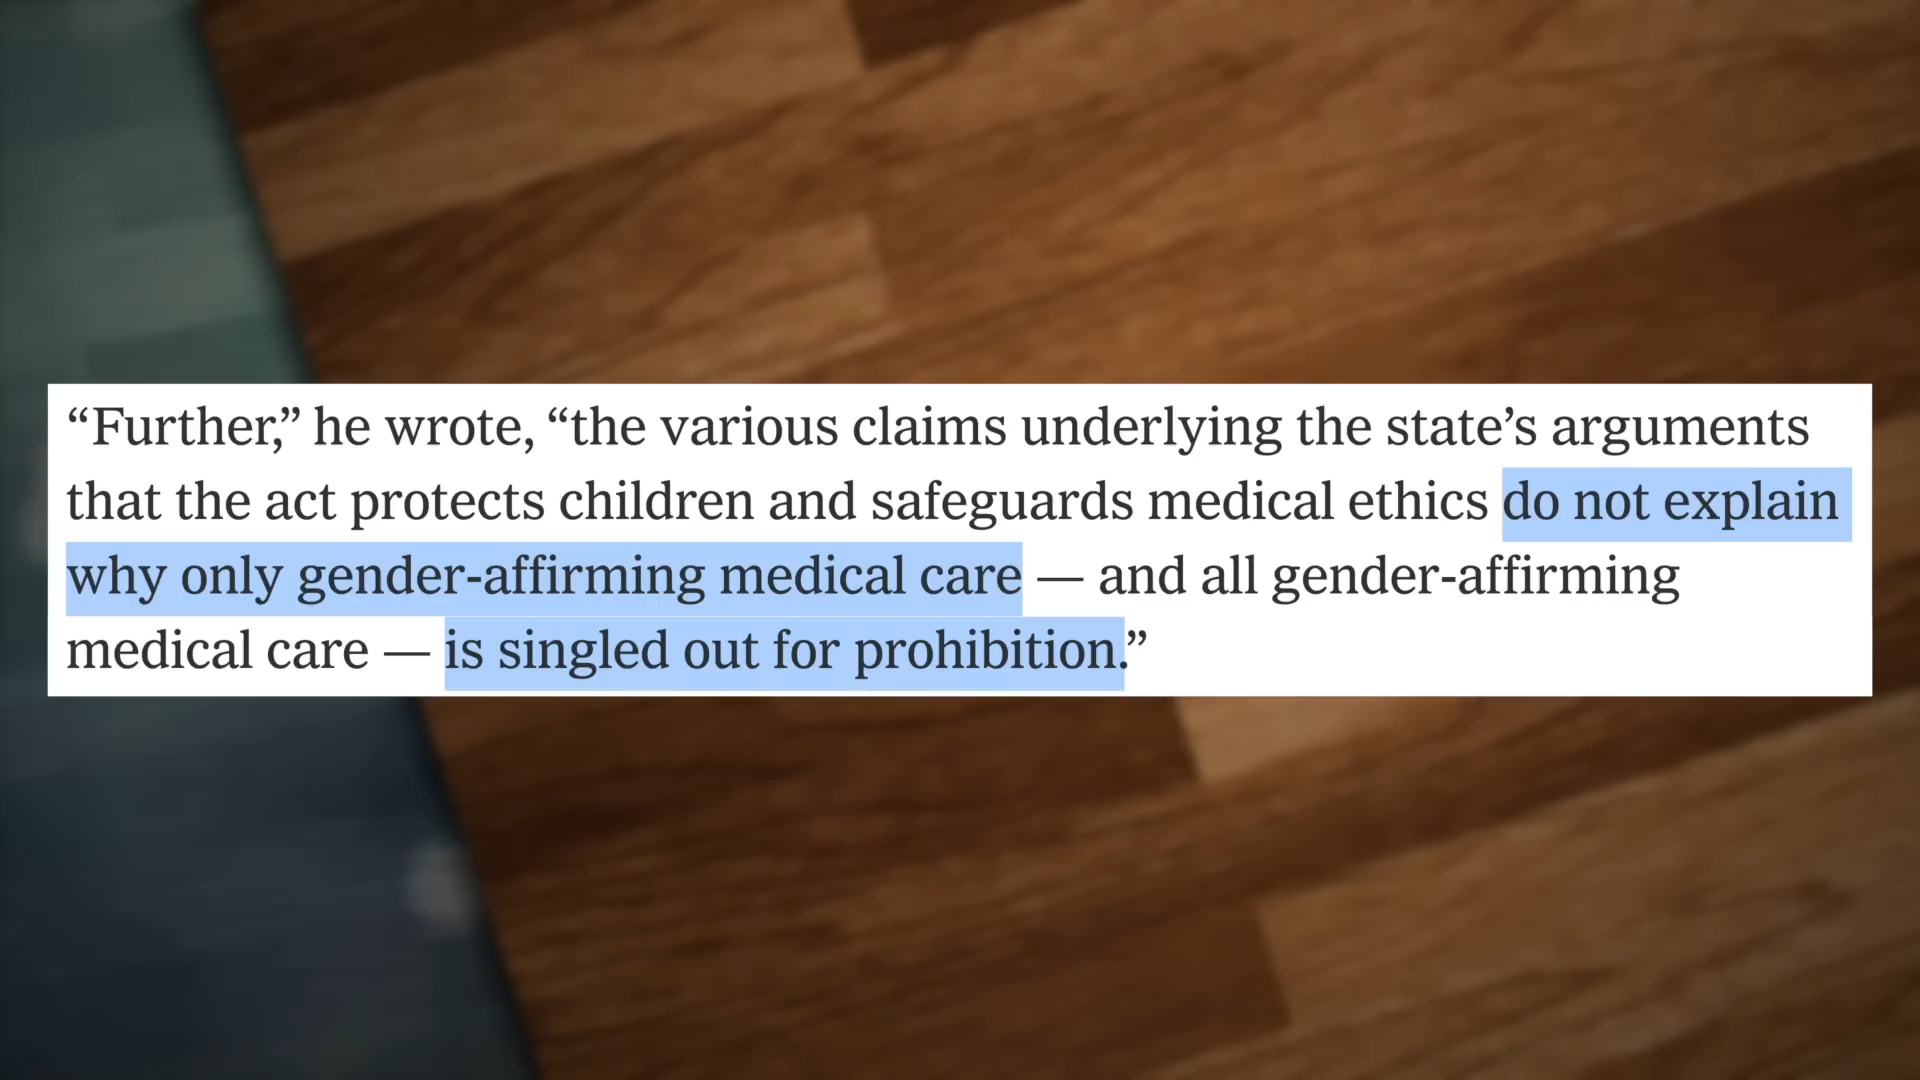 “Further,” he wrote, “the various claims underlying the state’s arguments
that the act protects children and safeguards medical ethics do not explain
why only gender-affirming medical care — and all gender-affirming
medical care — is singled out for prohibition.”